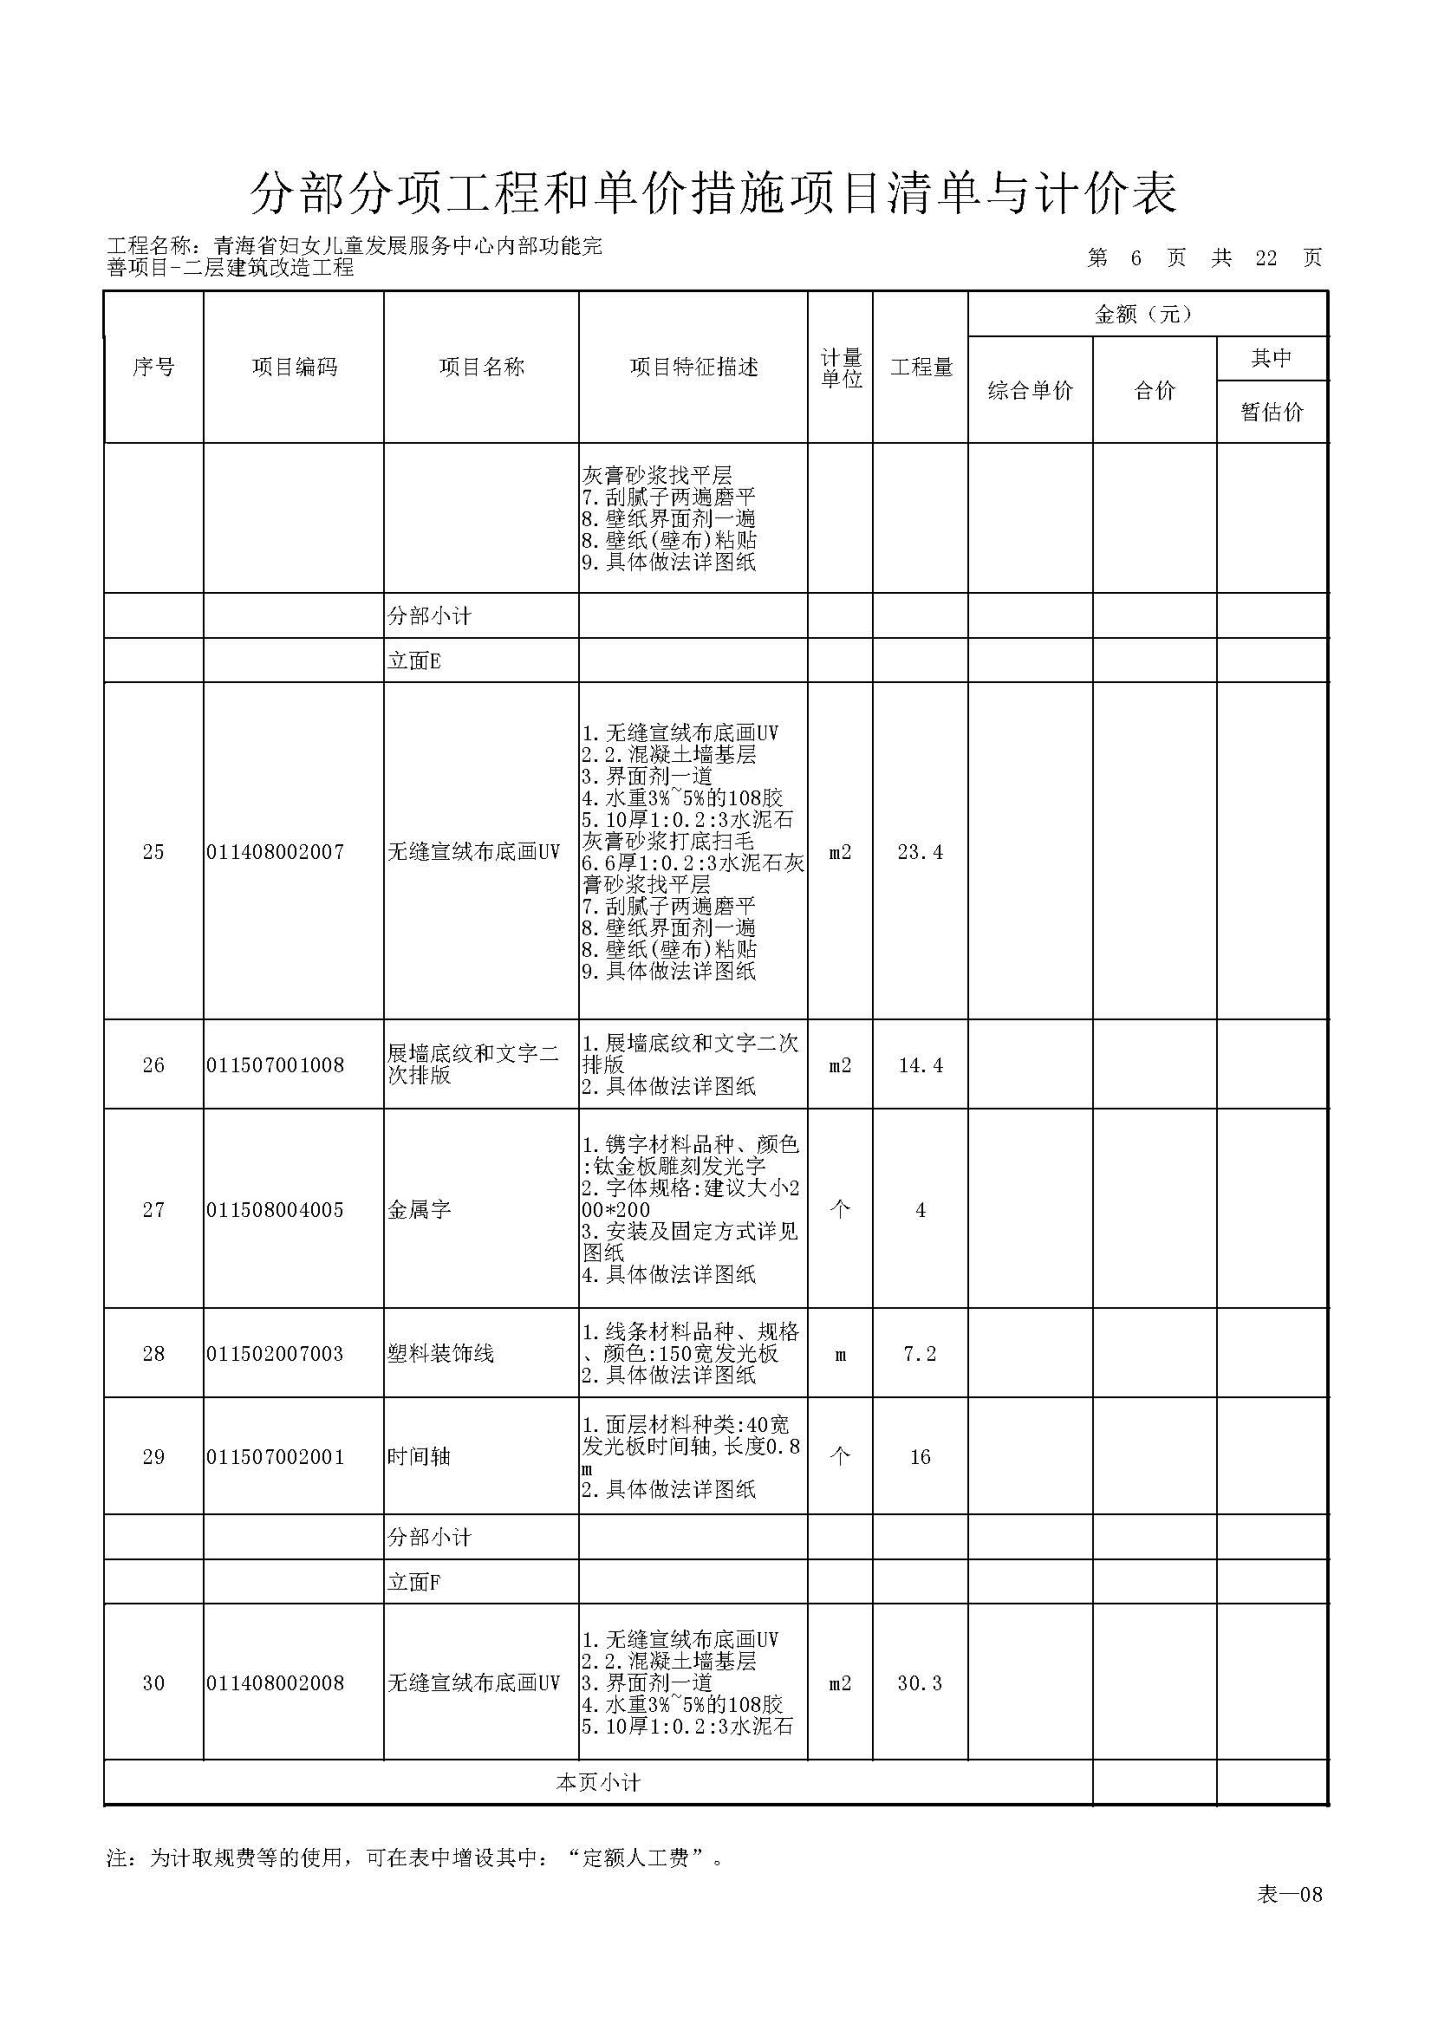 分部分项工程和单价措施项目清单与计价表
工程名称：青海省妇女儿童发展服务中心内部功能完
善项目-二层建筑改造工程
第 6 页 共 22 页
序号
项目编码
项目名称
项目特征描述
计量
单位
工程量
金额（元）
综合单价
合价
其中
暂估价
灰膏砂浆找平层
7.刮腻子两遍磨平
8.壁纸界面剂一遍
8.壁纸(壁布)粘贴
9.具体做法详图纸
分部小计
立面E
25
011408002007
无缝宣绒布底画UV
1.无缝宣绒布底画UV
2.2.混凝土墙基层
3.界面剂一道
4.水重3%~5%的108胶
5.10厚1:0.2:3水泥石
灰膏砂浆打底扫毛
6.6厚1:0.2:3水泥石灰
膏砂浆找平层
7.刮腻子两遍磨平
8.壁纸界面剂一遍
8.壁纸(壁布)粘贴
9.具体做法详图纸
m2
23.4
26
011507001008
展墙底纹和文字二
次排版
1.展墙底纹和文字二次
排版
2.具体做法详图纸
m2
14.4
27
011508004005
金属字
1.镌字材料品种、颜色
:钛金板雕刻发光字
2.字体规格:建议大小2
00*200
3.安装及固定方式详见
图纸
4.具体做法详图纸
个
4
28
011502007003
塑料装饰线
1.线条材料品种、规格
、颜色:150宽发光板
2.具体做法详图纸
m
7.2
29
011507002001
时间轴
1.面层材料种类:40宽
发光板时间轴,长度0.8
m
2.具体做法详图纸
个
16
分部小计
立面F
30
011408002008
无缝宣绒布底画UV
1.无缝宣绒布底画UV
2.2.混凝土墙基层
3.界面剂一道
4.水重3%~5%的108胶
5.10厚1:0.2:3水泥石
m2
30.3
本页小计
注：为计取规费等的使用，可在表中增设其中：“定额人工费”。
表—08